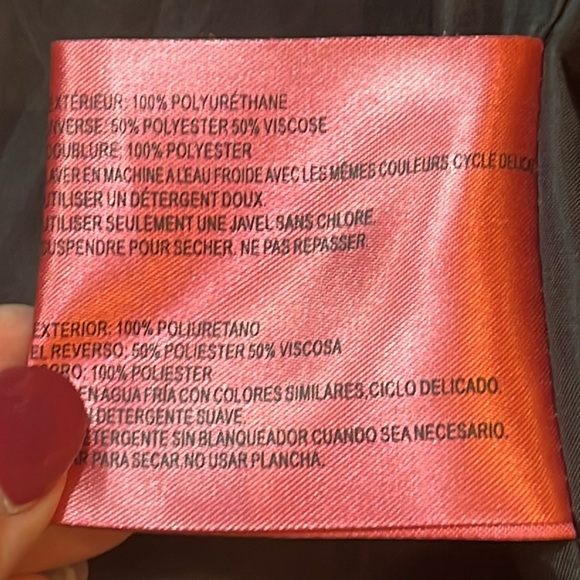 EXTÉRIEUR: 100% POLYURÉTHANE
INVERSE: 50% POLYESTER 50% VISCOSE
DOUBLURE: 100% POLYESTER
LAVER EN MACHINE A L'EAU FROIDE AVEC LES MÊMES COULEURS CYCLE DELICAT
UTILISER UN DÉTERGENT DOUX.
UTILISER SEULEMENT UNE JAVEL SANS CHLORE.
SUSPENDRE POUR SECHER. NE PAS REPASSER.
EXTERIOR: 100% POLIURETANO
EL REVERSO: 50% POLIESTER 50% VISCOSA
FORRO: 100% POLIESTER
EN AGUA FRÍA CON COLORES SIMILARES, CICLO DELICADO.
DETERGENTE SUAVE.
DETERGENTE SIN BLANQUEADOR CUANDO SEA NECESARIO.
PARA SECAR, NO USAR PLANCHA.